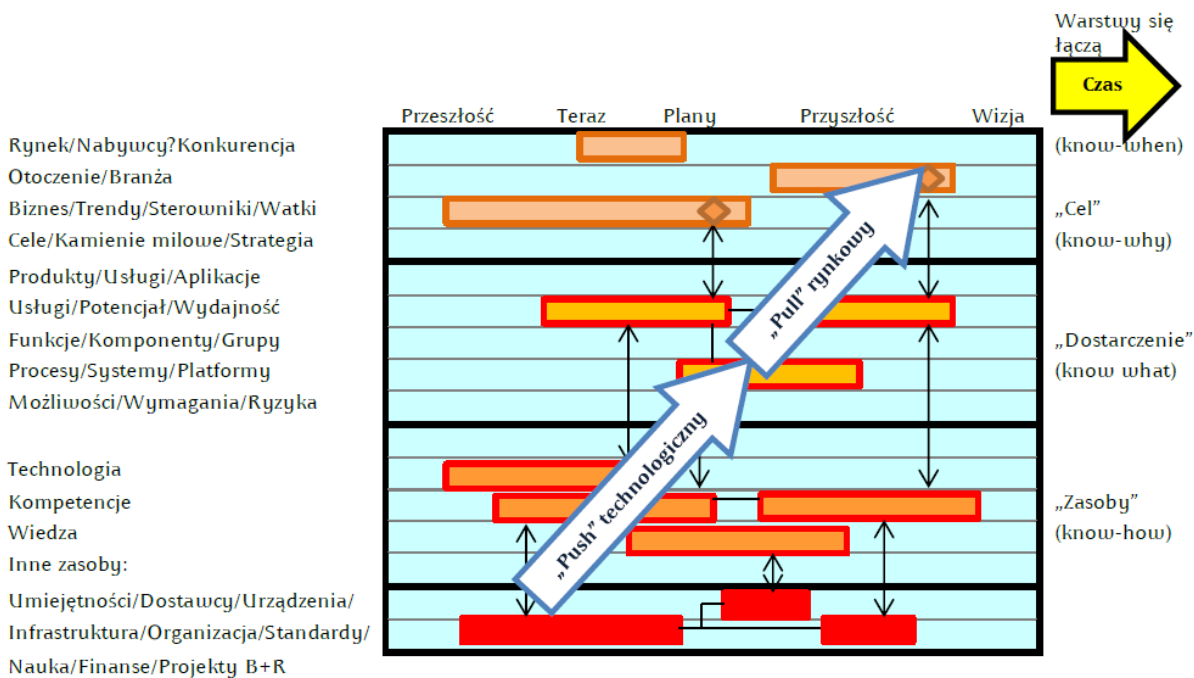 Warstwy się
łączą
Czas
Przeszłość Teraz Plany Przyszłość Wizja
Rynek/Nabywcy?Konkurencja
(know-when)
Otoczenie/Branża
Biznes/Trendy/Sterowniki/Watki
„Cel”
Cele/Kamienie milowe/Strategia
(know-why)
Produkty/Usługi/Aplikacje
Usługi/Potencjał/Wydajność
„Pull” rynkowy
Funkcje/Komponenty/Grupy
„Dostarczenie”
Procesy/Systemy/Platformy
(know what)
Możliwości/Wymagania/Ryzyka
„Push” technologiczny
Technologia
Kompetencje
„Zasoby”
Wiedza
(know-how)
Inne zasoby:
Umiejętności/Dostawcy/Urządzenia/
Infrastruktura/Organizacja/Standardy/
Nauka/Finanse/Projekty B+R